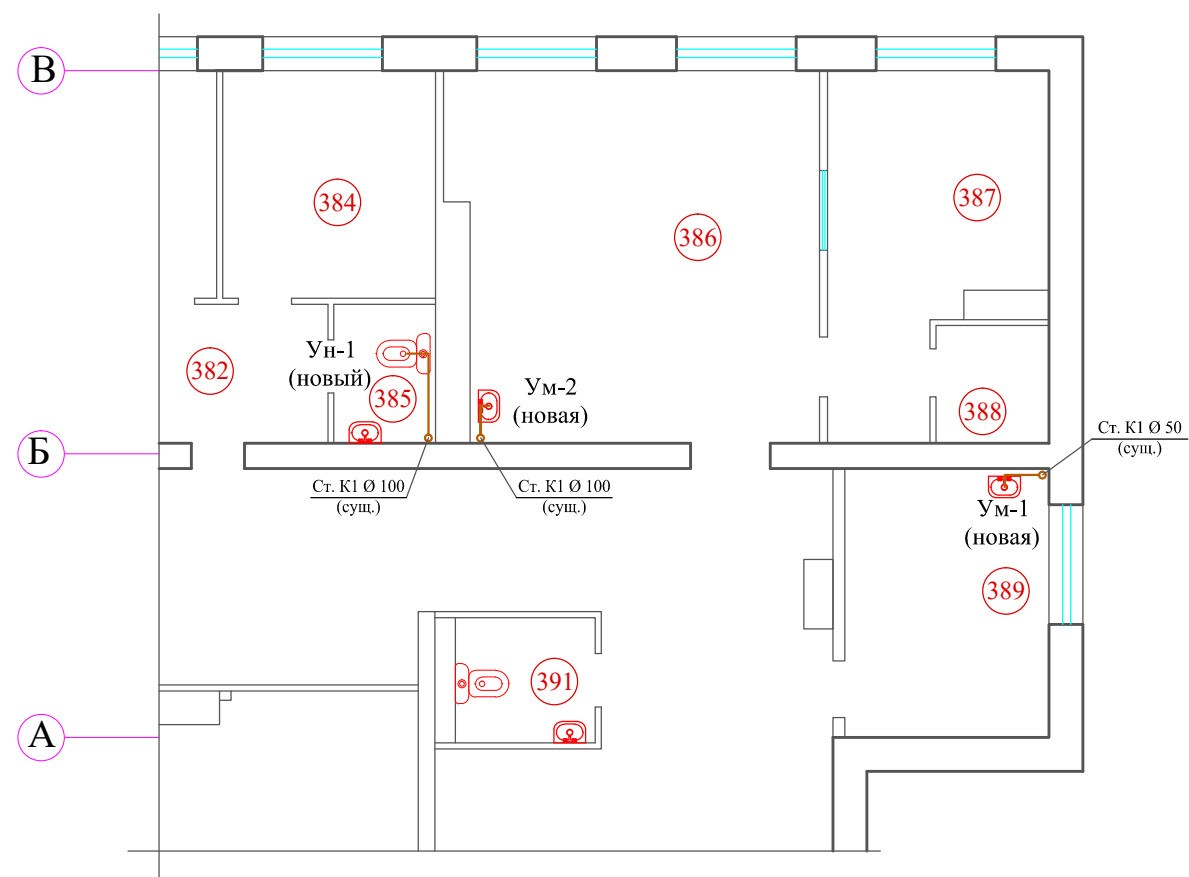 В
384
387
386
382
Ун-1
(новый)
385
Ум-2
(новая)
388
Б
Ст. К1 Ø 50
(сущ.)
Ст. К1 Ø 100
(сущ.)
Ст. К1 Ø 100
(сущ.)
Ум-1
(новая)
389
391
А